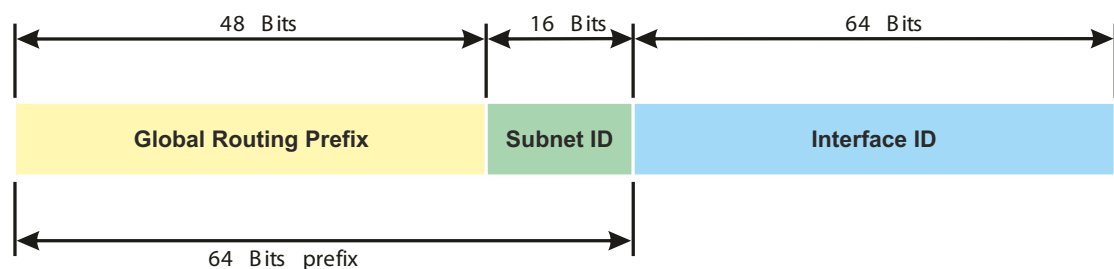 48 Bits
16 Bits
64 Bits
Global Routing Prefix
Subnet ID
Interface ID
64 Bits prefix